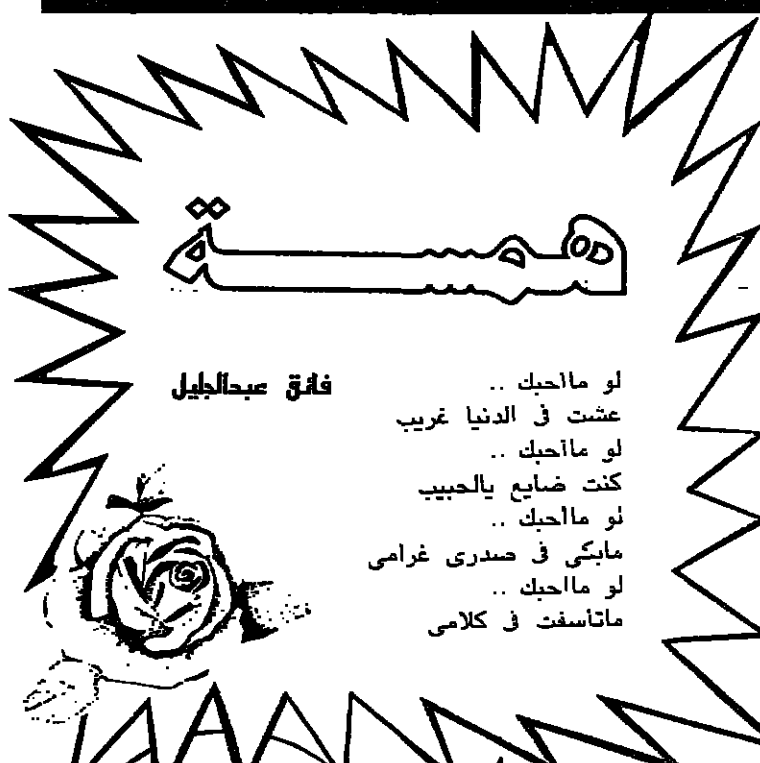 همسة
فائق عبدالجليل
لو ماأحبك ..
عشت فى الدنيا غريب
لو ماأحبك ..
كنت ضايع يالحبيب
لو ماأحبك ..
مابكى فى صدرى غرامى
لو ماأحبك ..
ماتأسفت فى كلامى